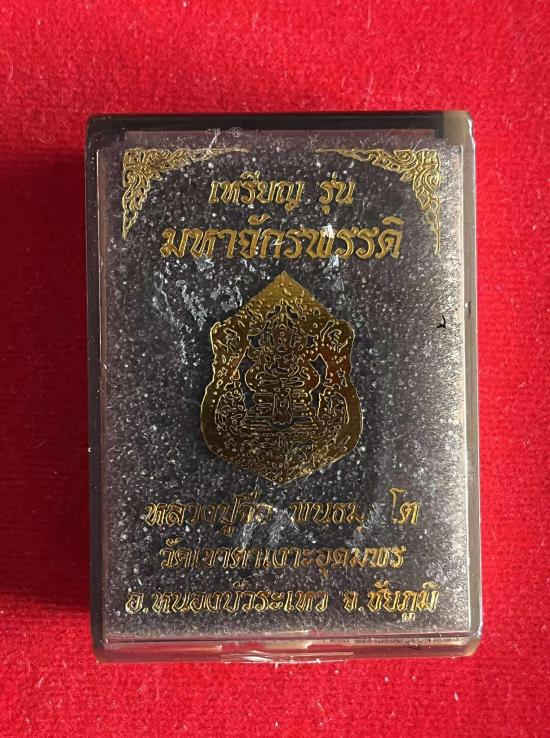 เหรียญ รุ่น
มหาจักรพรรดิ
หลวงปู่จื่อ พนฺธมุตฺโต
วัดเขาตาเงาะอุดมพร
อ.หนองบัวระเหว จ.ชัยภูมิ